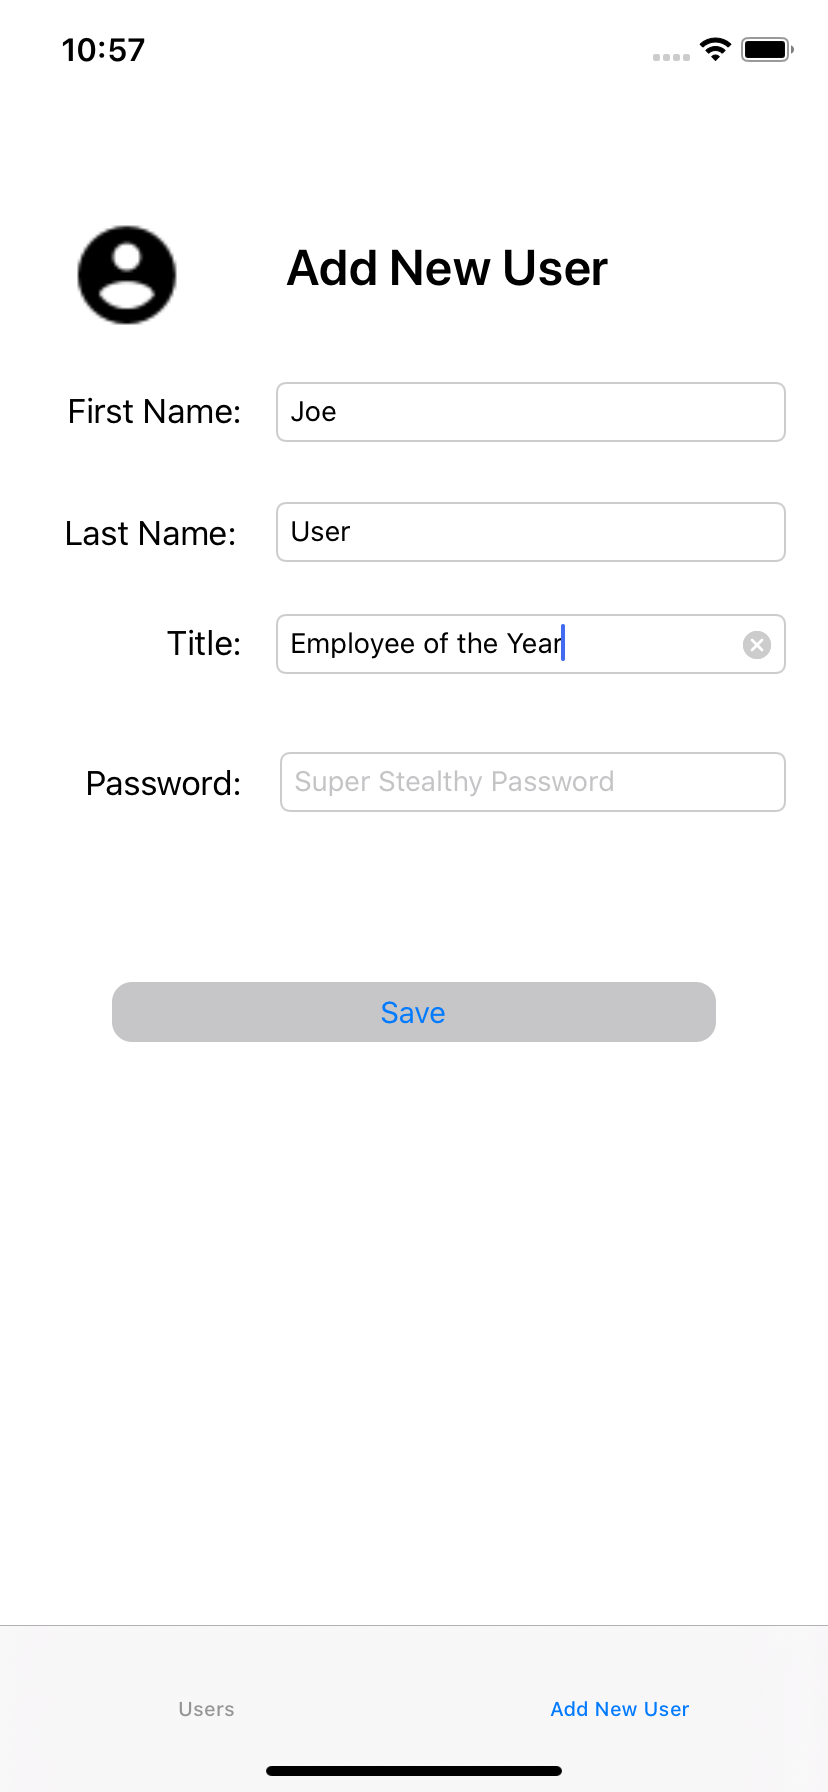 10:57
Add New User
First Name:
Joe
Last Name:
User
Title:
Employee of the Year
Password:
Super Stealthy Password
Save
Users
Add New User